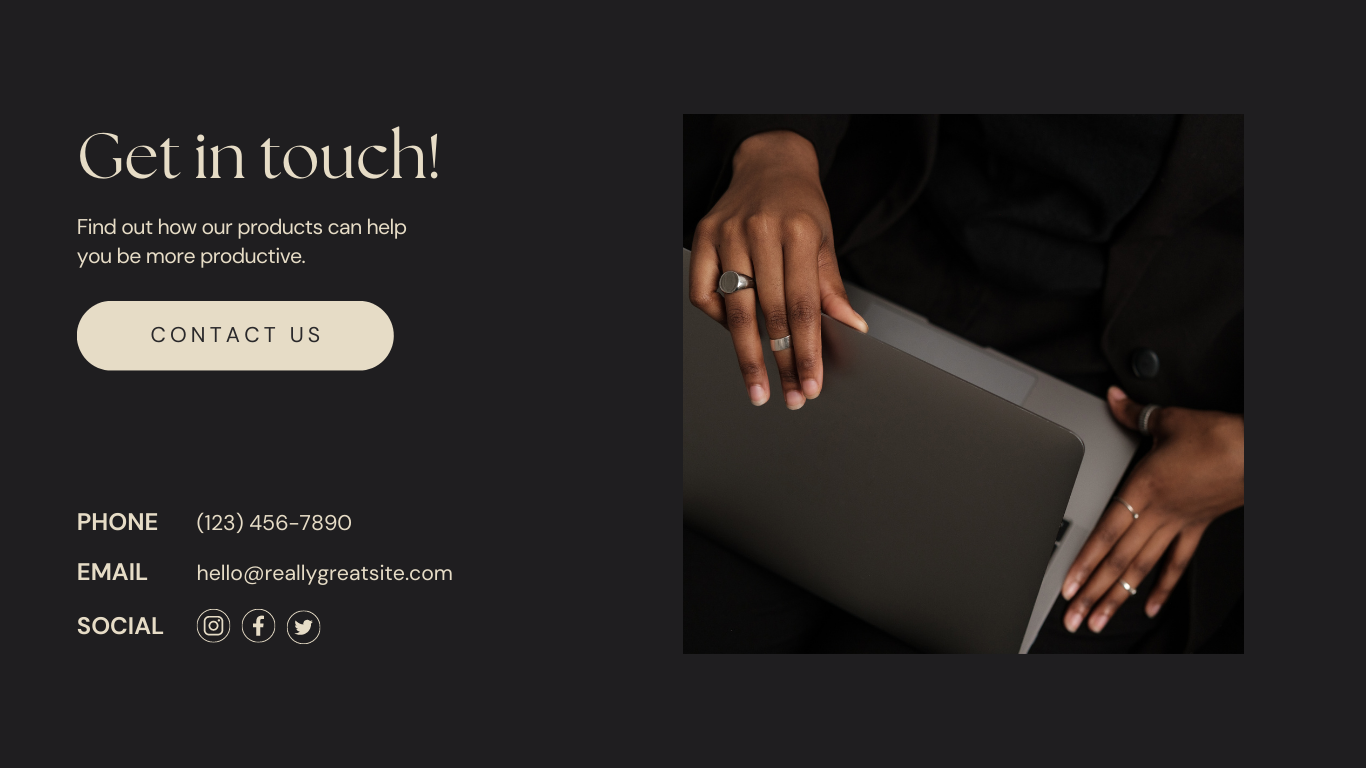 Get in touch!
Find out how our products can help
you be more productive.
CONTACT US
PHONE (123) 456-7890
EMAIL hello@reallygreatsite.com
SOCIAL